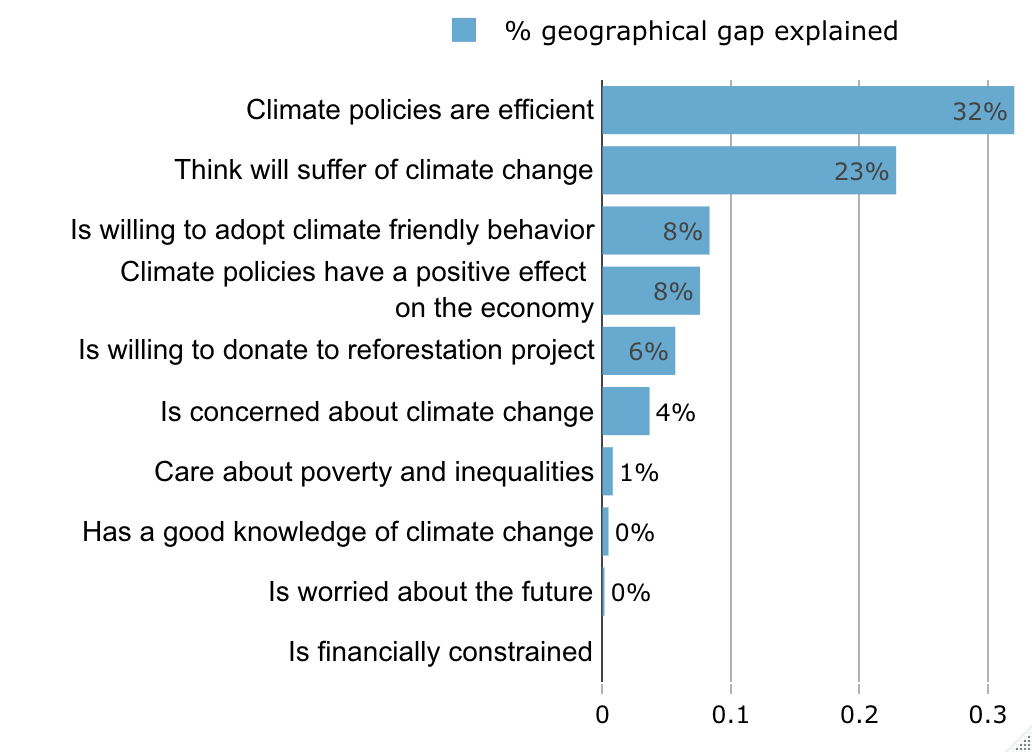 % geographical gap explained
Climate policies are efficient 32%
Think will suffer of climate change 23%
Is willing to adopt climate friendly behavior 8%
Climate policies have a positive effect
on the economy 8%
Is willing to donate to reforestation project 6%
Is concerned about climate change 4%
Care about poverty and inequalities 1%
Has a good knowledge of climate change 0%
Is worried about the future 0%
Is financially constrained
0 0.1 0.2 0.3